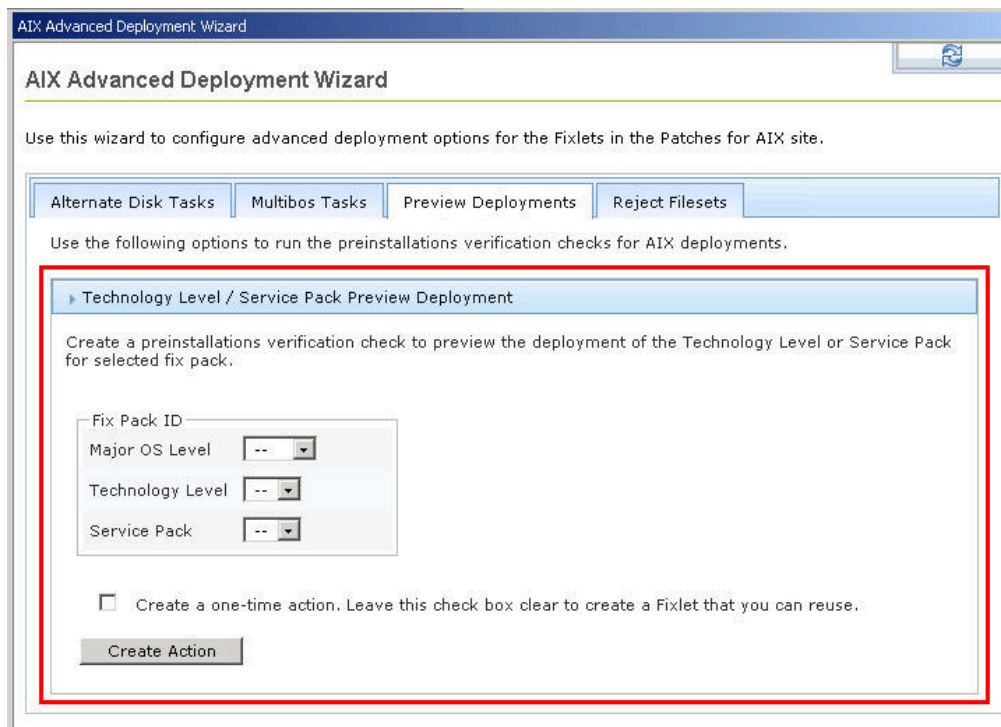 AIX Advanced Deployment Wizard
AIX Advanced Deployment Wizard
Use this wizard to configure advanced deployment options for the Fixlets in the Patches for AIX site.
Alternate Disk Tasks
Multibos Tasks
Preview Deployments
Reject Filesets
Use the following options to run the preinstallations verification checks for AIX deployments.
Technology Level / Service Pack Preview Deployment
Create a preinstallations verification check to preview the deployment of the Technology Level or Service Pack
for selected fix pack.
Fix Pack ID
Major OS Level --
Technology Level --
Service Pack --
Create a one-time action. Leave this check box clear to create a Fixlet that you can reuse.
Create Action